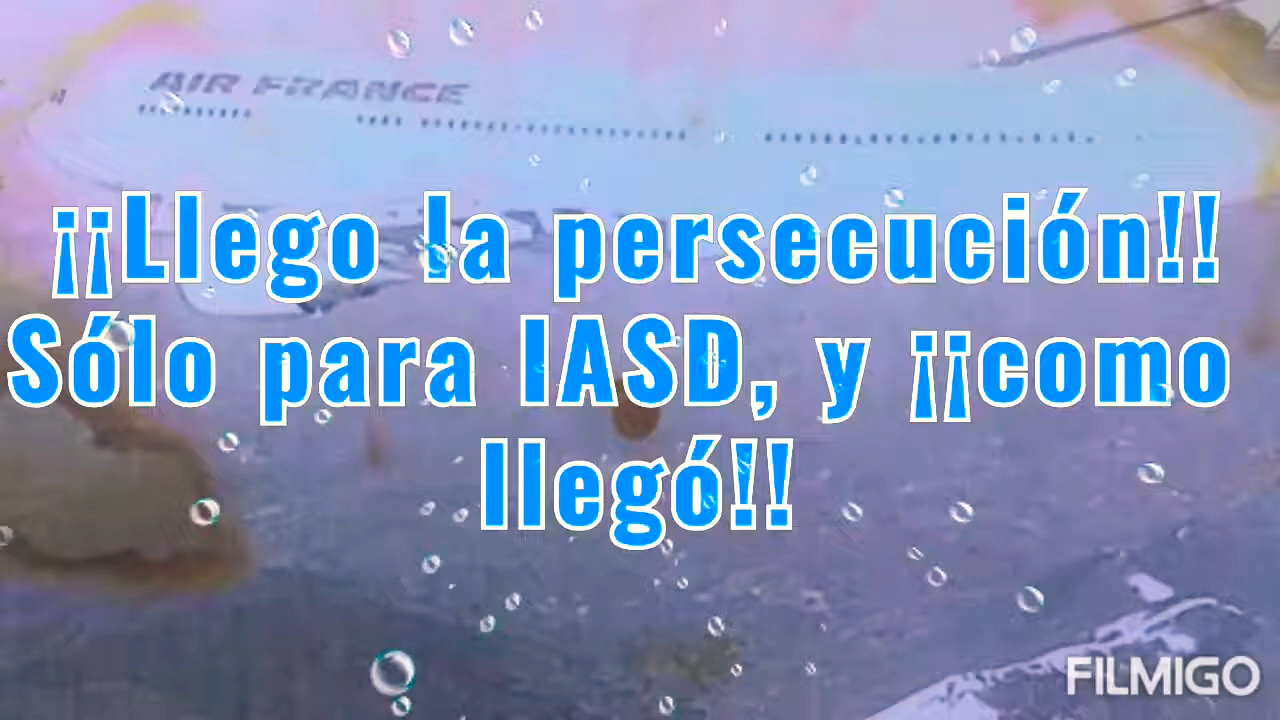 AIR FRANCE
¡¡Llego la persecución!!
Sólo para IASD, y ¡¡como
llegó!!
FILMIGO